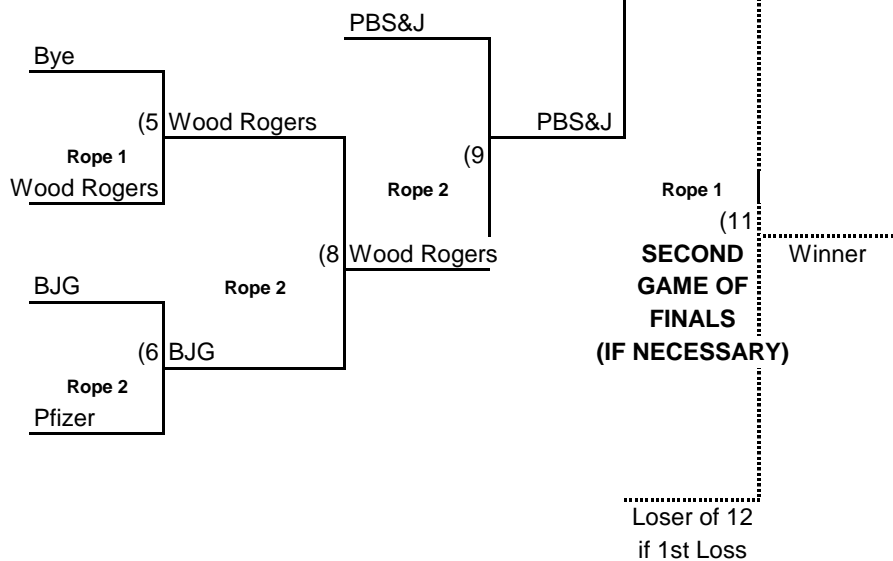 PBS&J
Bye
(5 Wood Rogers
PBS&J
Rope 1
(9
Wood Rogers
Rope 2
Rope 1
(11
(8 Wood Rogers
SECOND
Winner
BJG
Rope 2
GAME OF
FINALS
(6 BJG
(IF NECESSARY)
Rope 2
Pfizer
Loser of 12
if 1st Loss